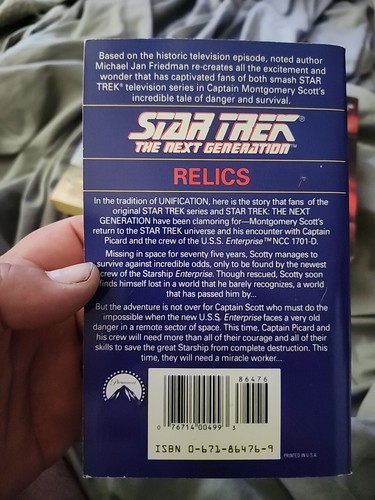 Based on the historic television episode, noted author
Michael Jan Friedman re-creates all the excitement and
wonder that has captivated fans of both smash STAR
TREK® television series in Captain Montgomery Scott's
incredible tale of danger and survival.
STAR TREK®
THE NEXT GENERATION™
RELICS
In the tradition of UNIFICATION, here is the story that fans of the
original STAR TREK series and STAR TREK: THE NEXT
GENERATION have been clamoring for—Montgomery Scott's
return to the STAR TREK universe and his encounter with Captain
Picard and the crew of the U.S.S. Enterprise™ NCC 1701-D.
Missing in space for seventy five years, Scotty manages to
survive against incredible odds, only to be found by the newest
crew of the Starship Enterprise. Though rescued, Scotty soon
finds himself lost in a world that he barely recognizes, a world
that has passed him by...
But the adventure is not over for Captain Scott who must do the
impossible when the new U.S.S. Enterprise faces a very old
danger in a remote sector of space. This time, Captain Picard and
his crew will need more than all of their courage and all of their
skills to save the great Starship from complete destruction. This
time, they will need a miracle worker...
Paramount
86476
0 76714 00499 3
ISBN 0-671-86476-9
PRINTED IN U.S.A.